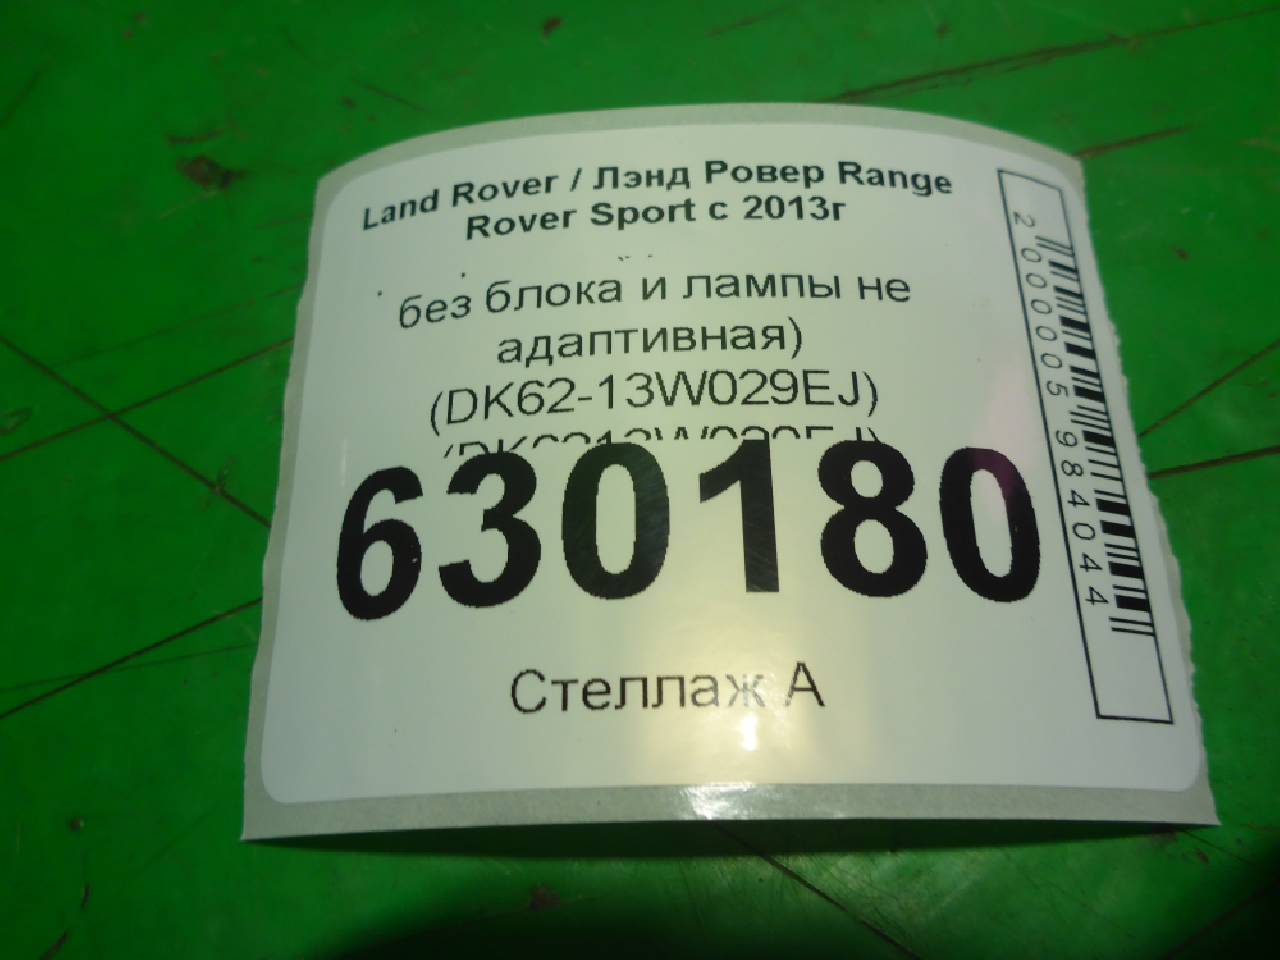 Land Rover / Лэнд Ровер Range
Rover Sport с 2013г
без блока и лампы не
адаптивная)
(DK62-13W029EJ)
630180
Стеллаж А
2000005984044